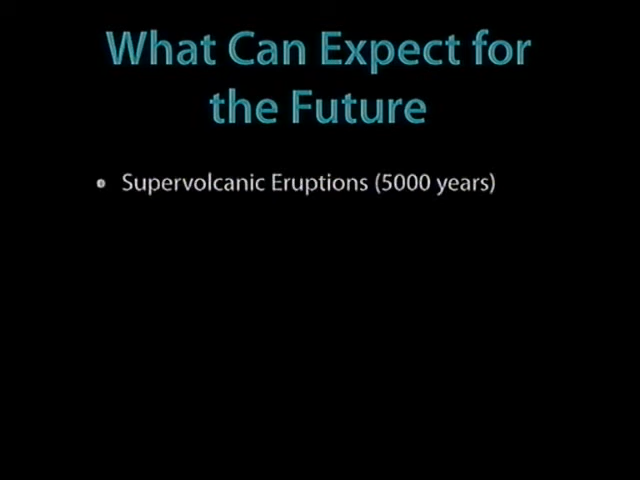 What Can Expect for
the Future
Supervolcanic Eruptions (5000 years)